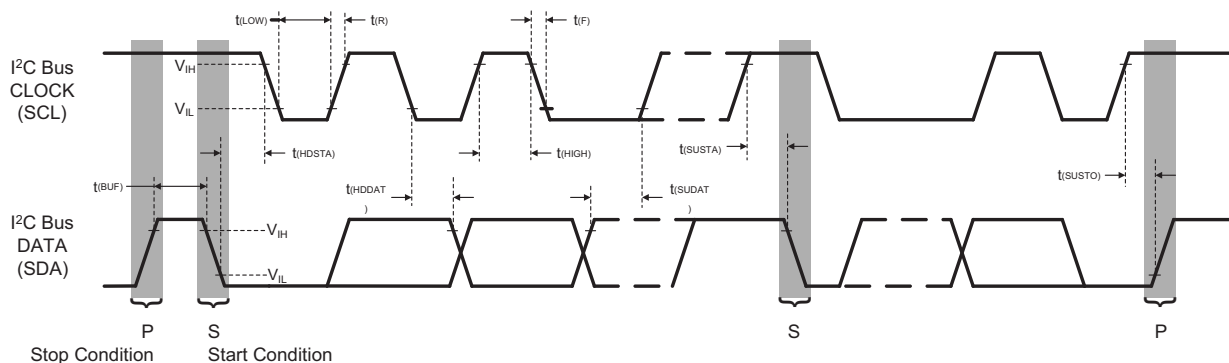 t(LOW)
t(R)
t(F)
I²C Bus
CLOCK
(SCL)
VIH
VIL
t(HDSTA)
t(HIGH)
t(SUSTA)
t(SUSTO)
t(BUF)
t(HDDAT
)
t(SUDAT
)
I²C Bus
DATA
(SDA)
VIH
VIL
P
S
S
P
Stop Condition
Start Condition